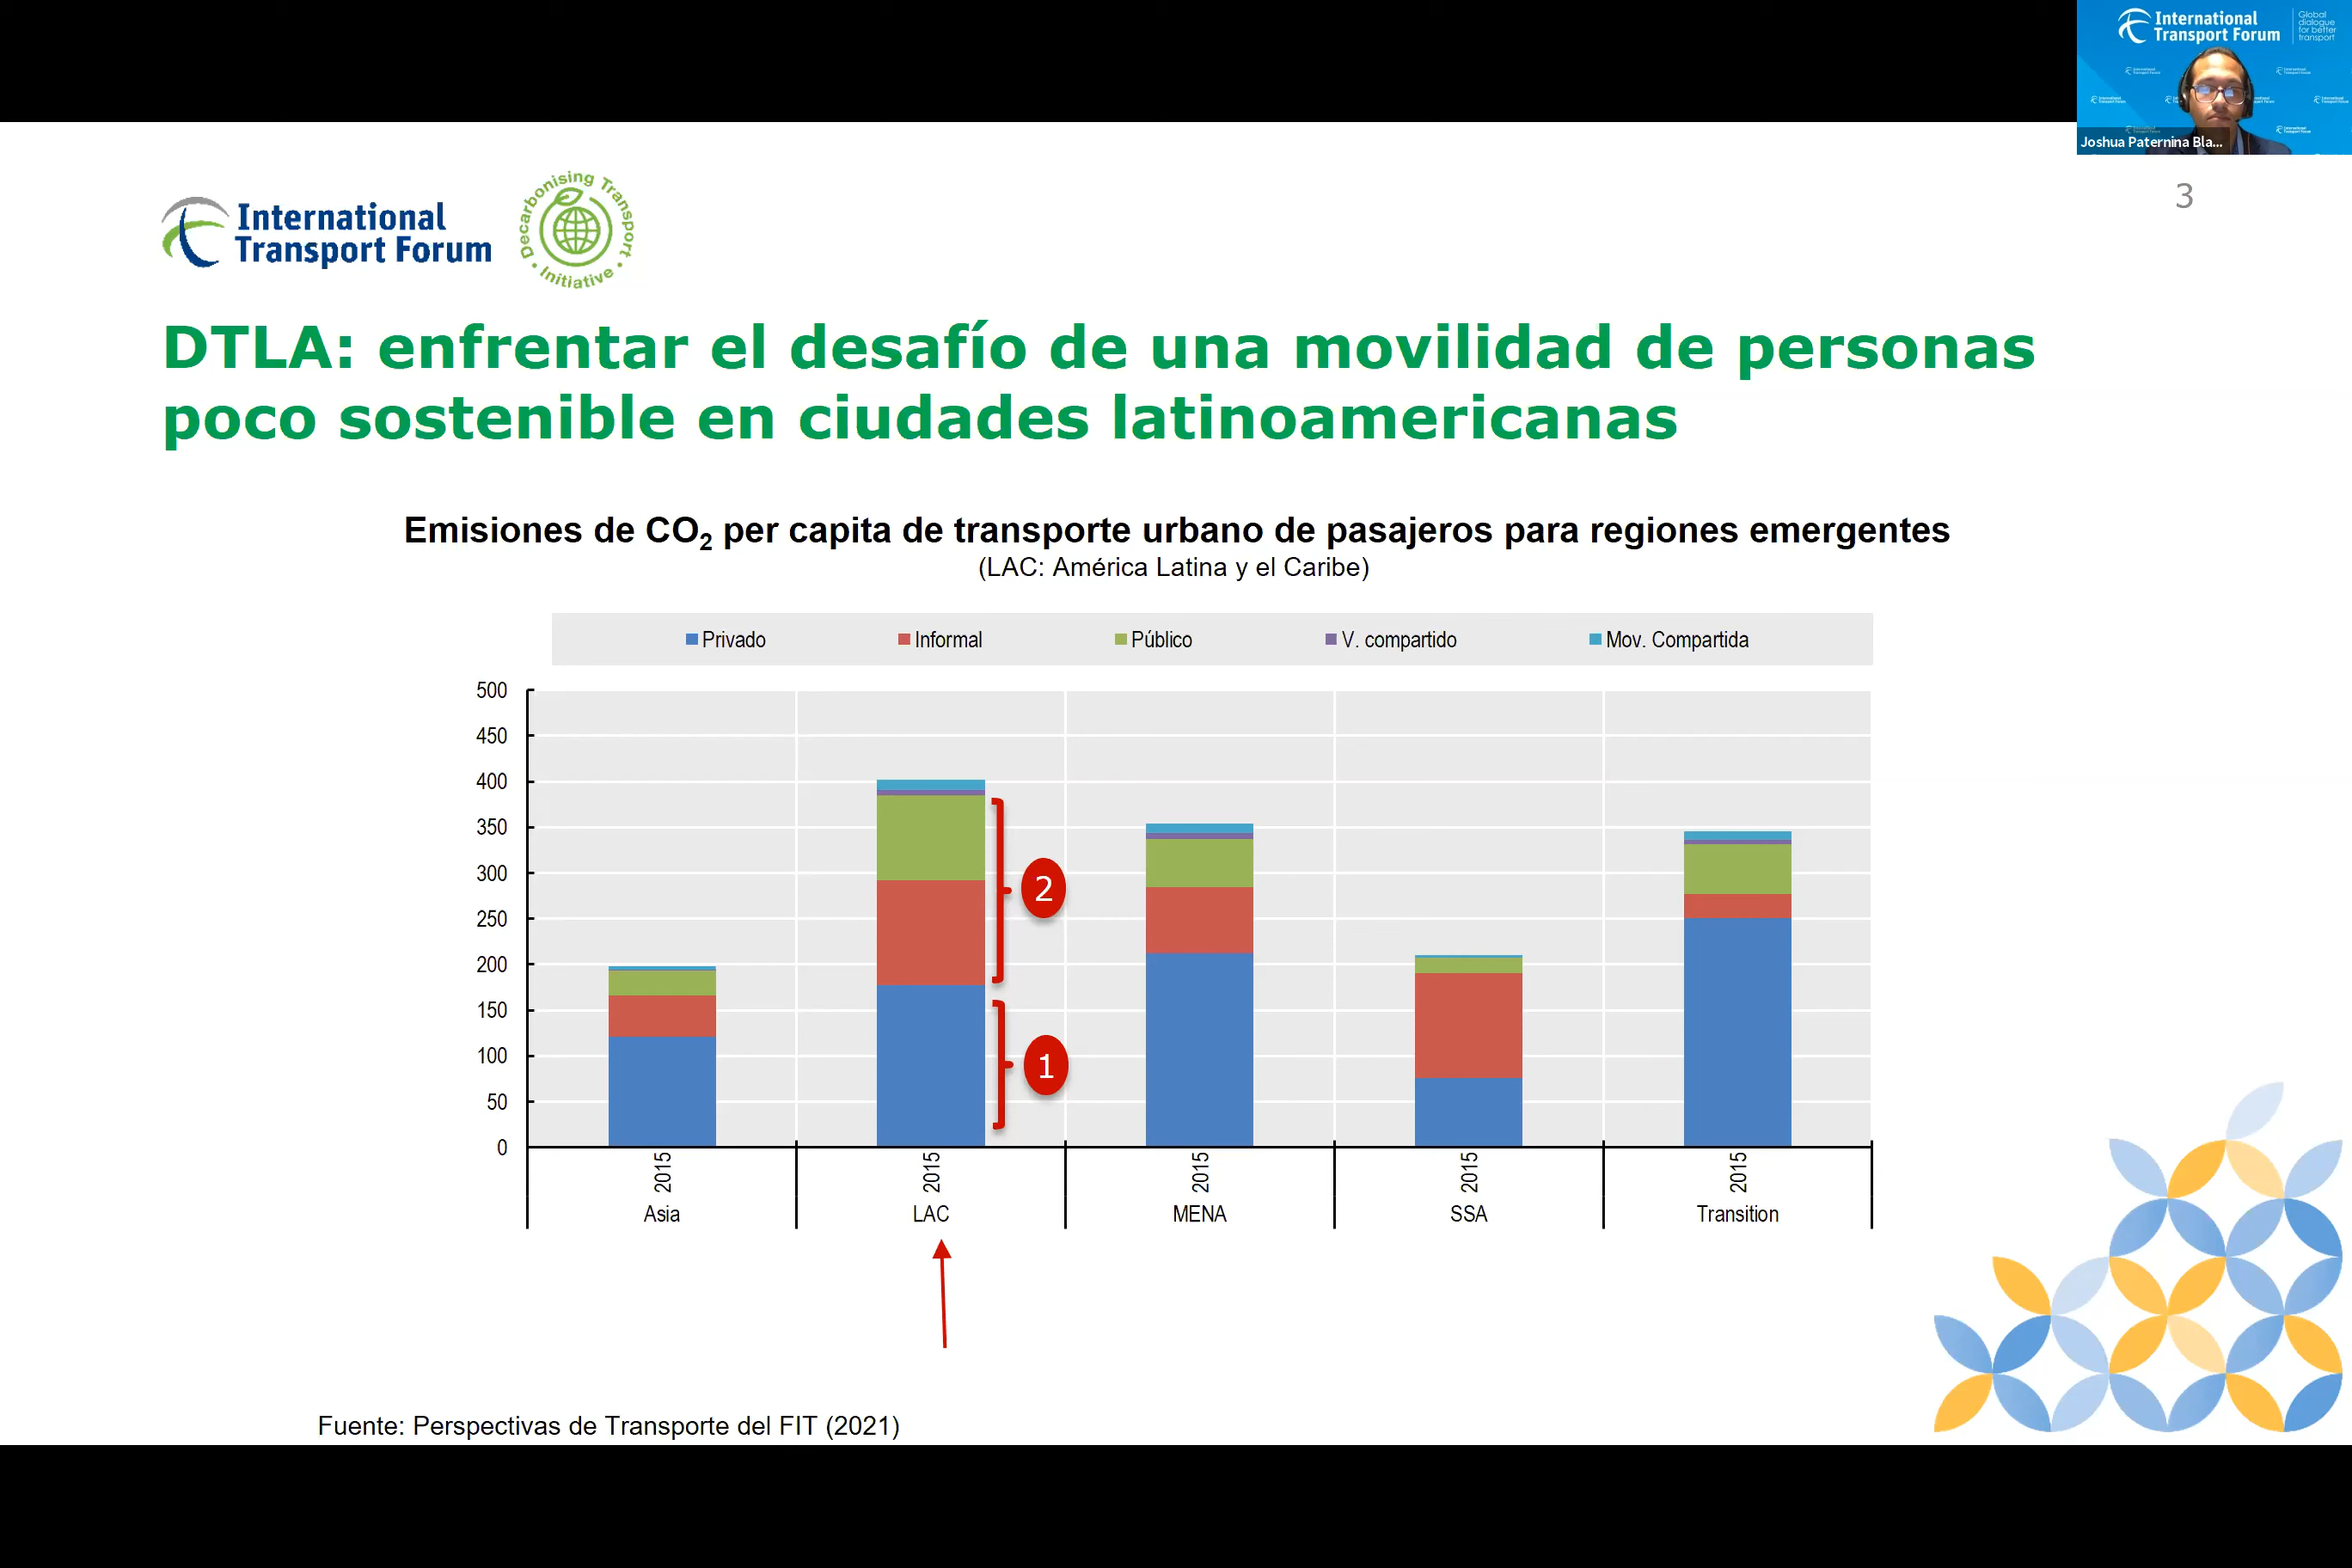 International
Transport Forum
Global
dialogue
for better
transport
Joshua Paternina Bla...
3
International
Transport Forum
Decarbonising Transport
Initiative
DTLA: enfrentar el desafío de una movilidad de personas
poco sostenible en ciudades latinoamericanas
Emisiones de CO2 per capita de transporte urbano de pasajeros para regiones emergentes
(LAC: América Latina y el Caribe)
Privado Informal Público V. compartido Mov. Compartida
500
450
400
350
300
250
200
150
100
50
0
2
1
2015 2015 2015 2015 2015
Asia LAC MENA SSA Transition
Fuente: Perspectivas de Transporte del FIT (2021)